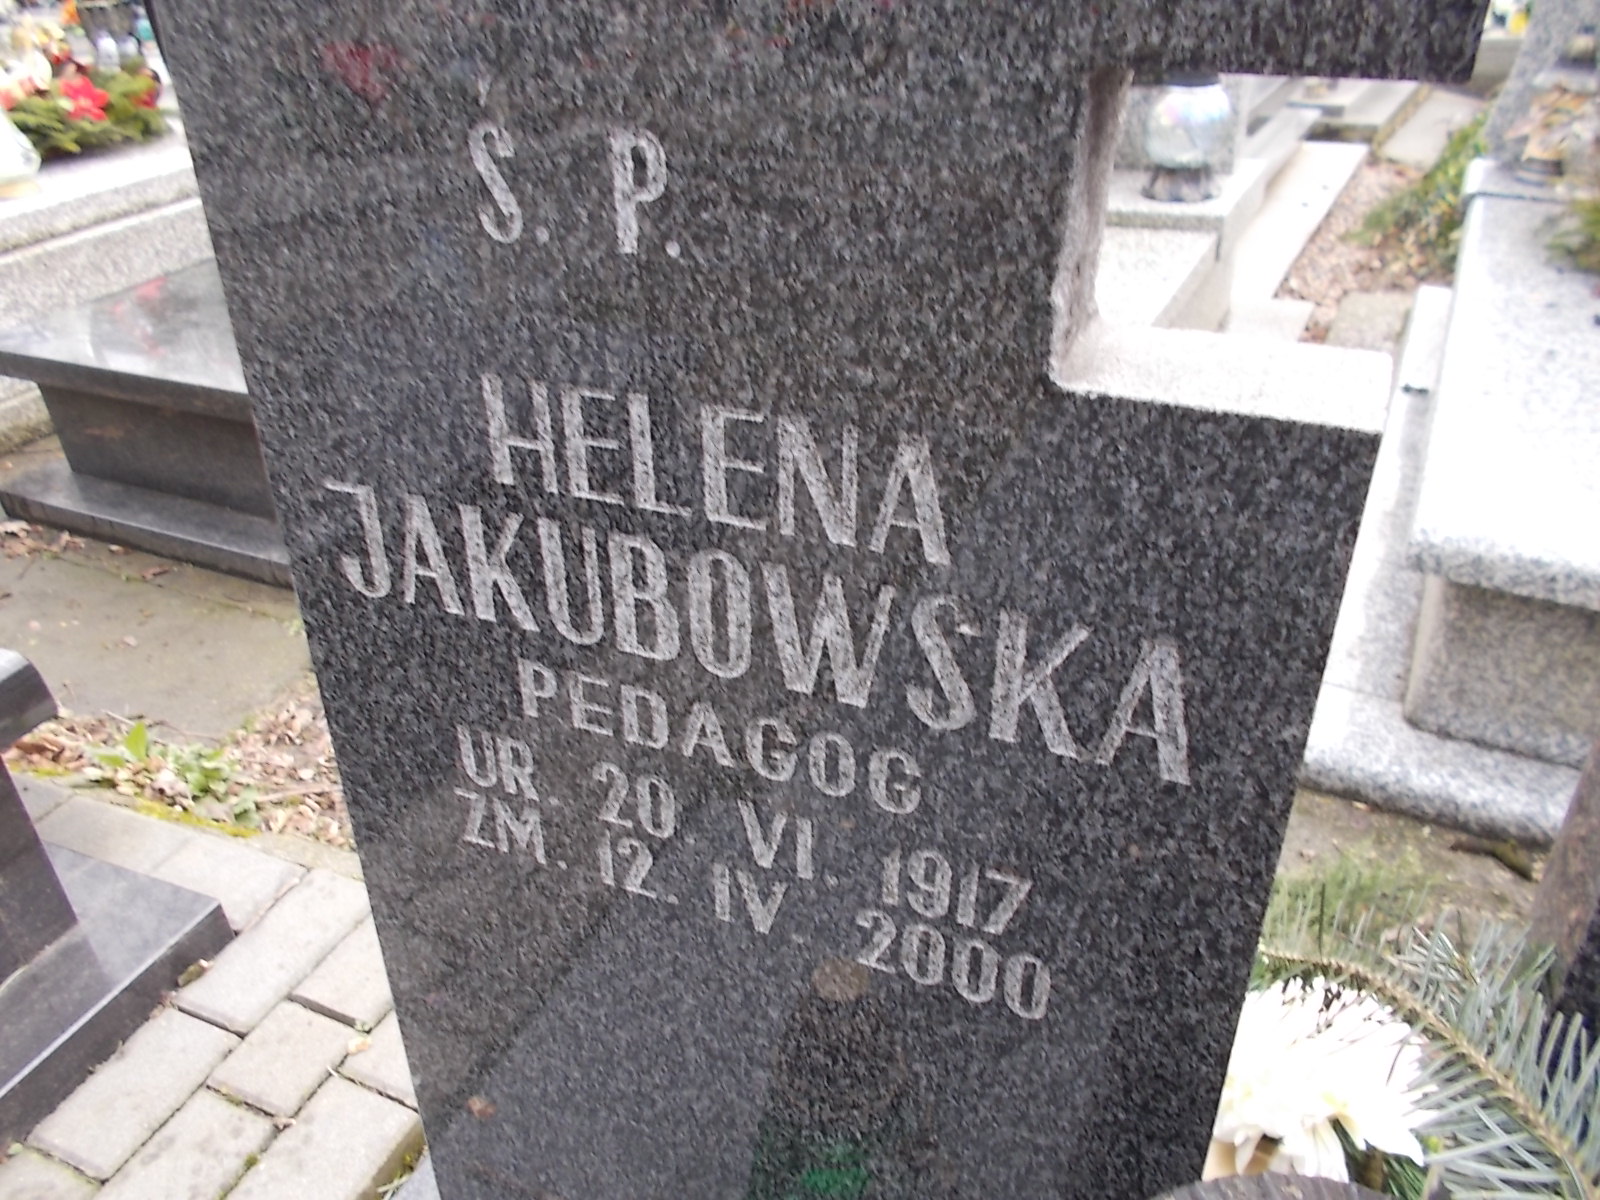 Ś. P.
HELENA
JAKUBOWSKA
PEDAGOG
UR. 20. VI. 1917
ZM. 12. IV. 2000